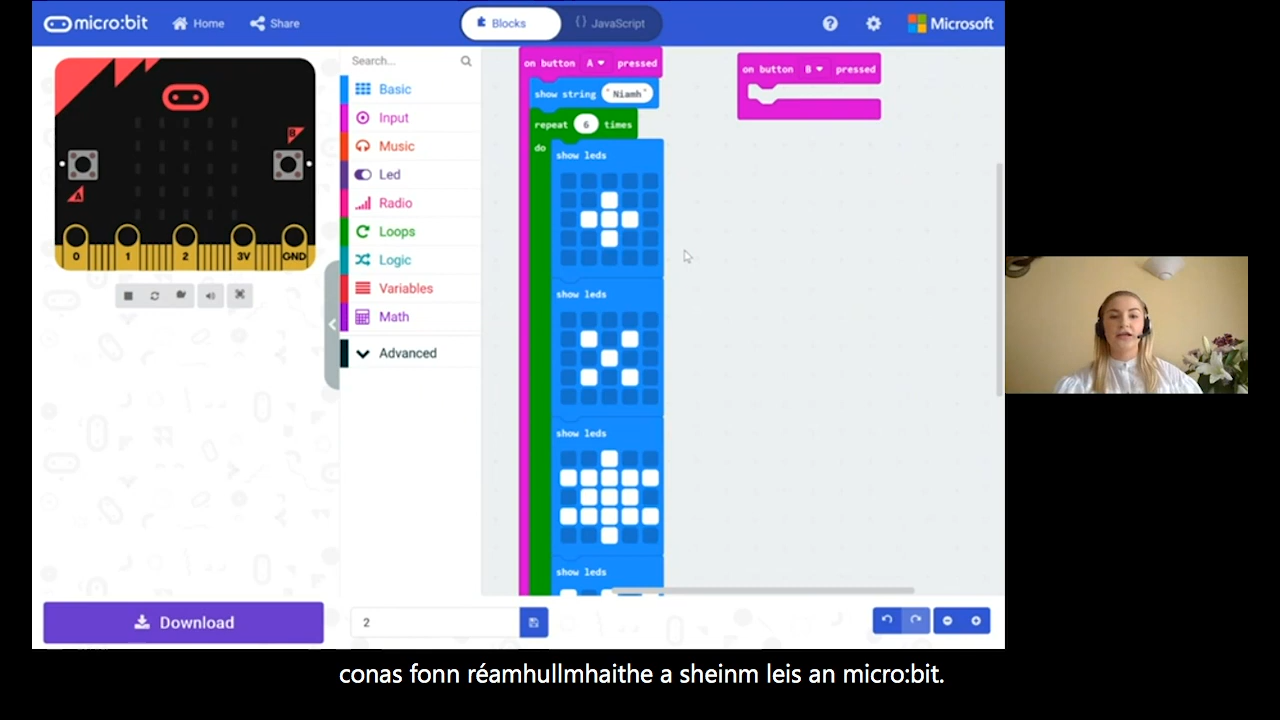 micro:bit
Home
Share
Blocks
{} JavaScript
?
Microsoft
B
A
0 1 2 3V GND
Search...
Basic
Input
Music
Led
Radio
Loops
Logic
Variables
Math
Advanced
on button A pressed
show string "Niamh"
repeat 6 times
do
show leds
show leds
show leds
show leds
on button B pressed
Download
2
conas fonn réamhullmhaithe a sheinm leis an micro:bit.